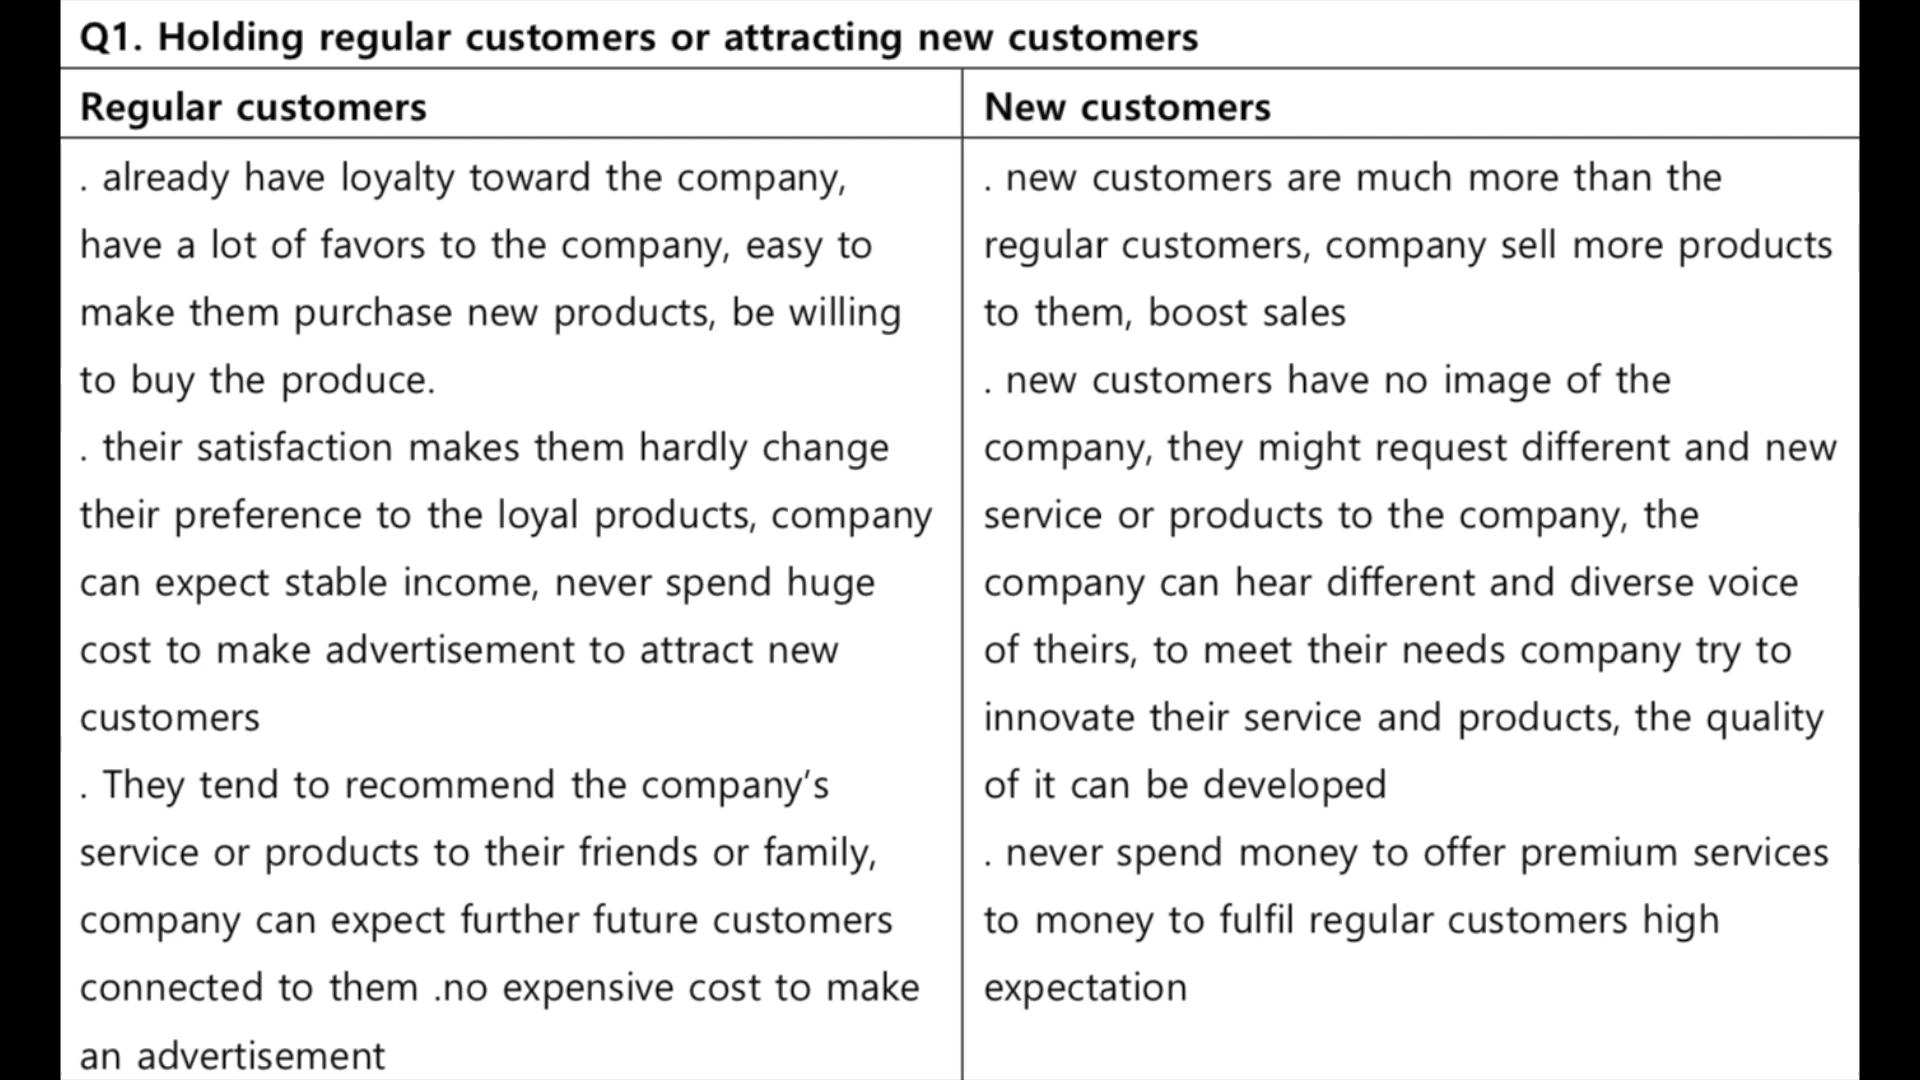 Q1. Holding regular customers or attracting new customers
Regular customers
. already have loyalty toward the company,
have a lot of favors to the company, easy to
make them purchase new products, be willing
to buy the produce.
. their satisfaction makes them hardly change
their preference to the loyal products, company
can expect stable income, never spend huge
cost to make advertisement to attract new
customers
. They tend to recommend the company’s
service or products to their friends or family,
company can expect further future customers
connected to them .no expensive cost to make
an advertisement
New customers
. new customers are much more than the
regular customers, company sell more products
to them, boost sales
. new customers have no image of the
company, they might request different and new
service or products to the company, the
company can hear different and diverse voice
of theirs, to meet their needs company try to
innovate their service and products, the quality
of it can be developed
. never spend money to offer premium services
to money to fulfil regular customers high
expectation